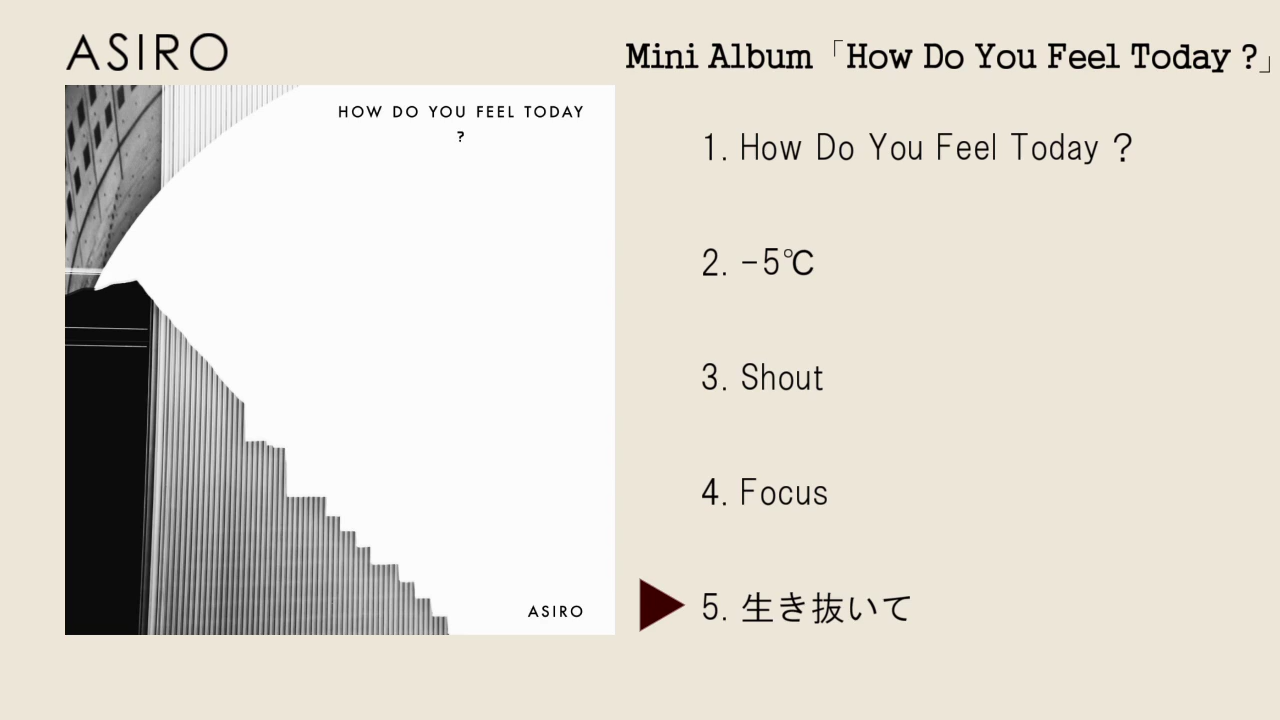 ASIRO
Mini Album「How Do You Feel Today ?」
HOW DO YOU FEEL TODAY
?
ASIRO
1. How Do You Feel Today ?
2. -5℃
3. Shout
4. Focus
5. 生き抜いて